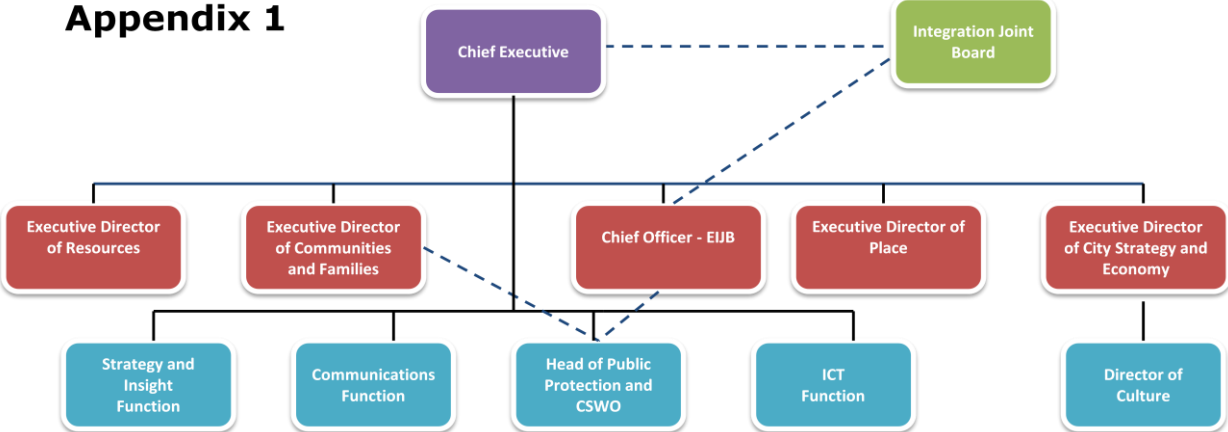 Appendix 1
Chief Executive
Integration Joint
Board
Executive Director
of Resources
Executive Director
of Communities
and Families
Chief Officer - EIJB
Executive Director of
Place
Executive Director
of City Strategy and
Economy
Strategy and
Insight
Function
Communications
Function
Head of Public
Protection and
CSWO
ICT
Function
Director of
Culture